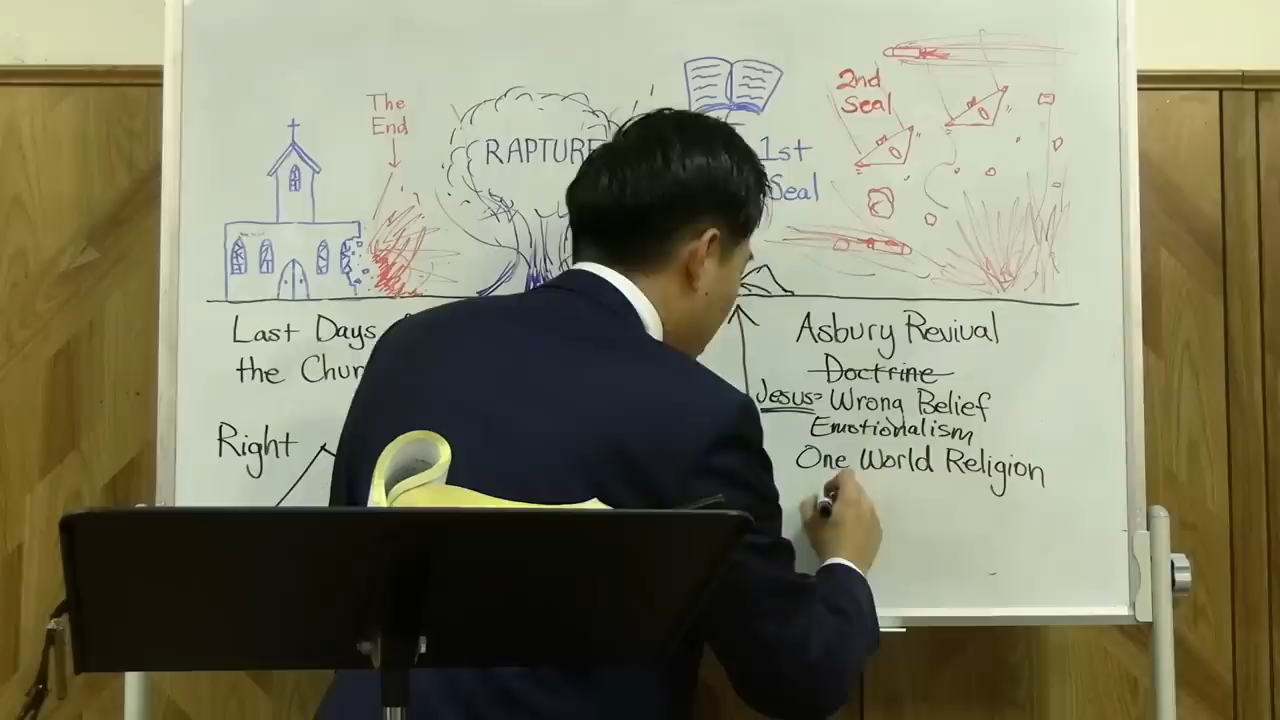 The
End
RAPTURE
1st
Seal
2nd
Seal
Last Days
the
Right
Asbury Revival
Doctrine
Jesus= Wrong Belief
Emotionalism
One World Religion